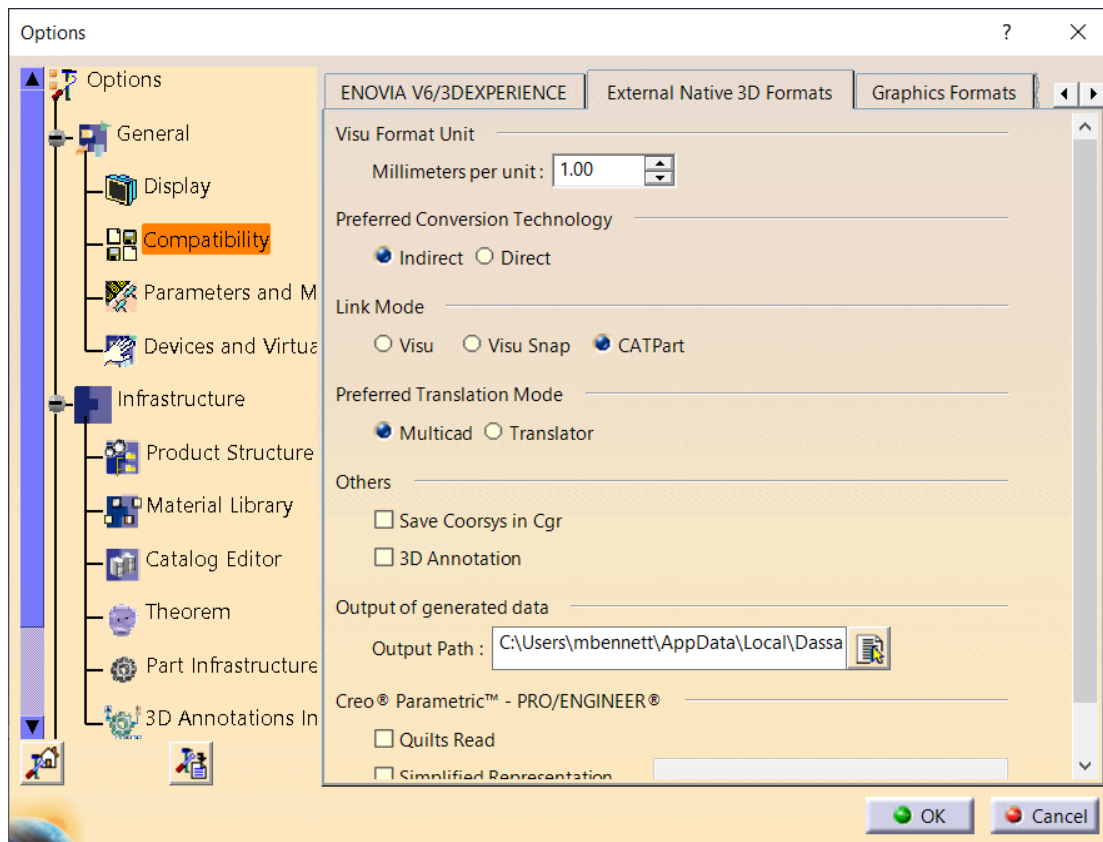 Options
?
Options
General
Display
Compatibility
Parameters and M
Devices and Virtua
Infrastructure
Product Structure
Material Library
Catalog Editor
Theorem
Part Infrastructure
3D Annotations In
ENOVIA V6/3DEXPERIENCE External Native 3D Formats Graphics Formats
Visu Format Unit
Millimeters per unit : 1.00
Preferred Conversion Technology
Indirect Direct
Link Mode
Visu Visu Snap CATPart
Preferred Translation Mode
Multicad Translator
Others
Save Coorsys in Cgr
3D Annotation
Output of generated data
Output Path : C:\Users\mbennett\AppData\Local\Dassa
Creo® Parametric™ - PRO/ENGINEER®
Quilts Read
Simplified Representation
OK Cancel